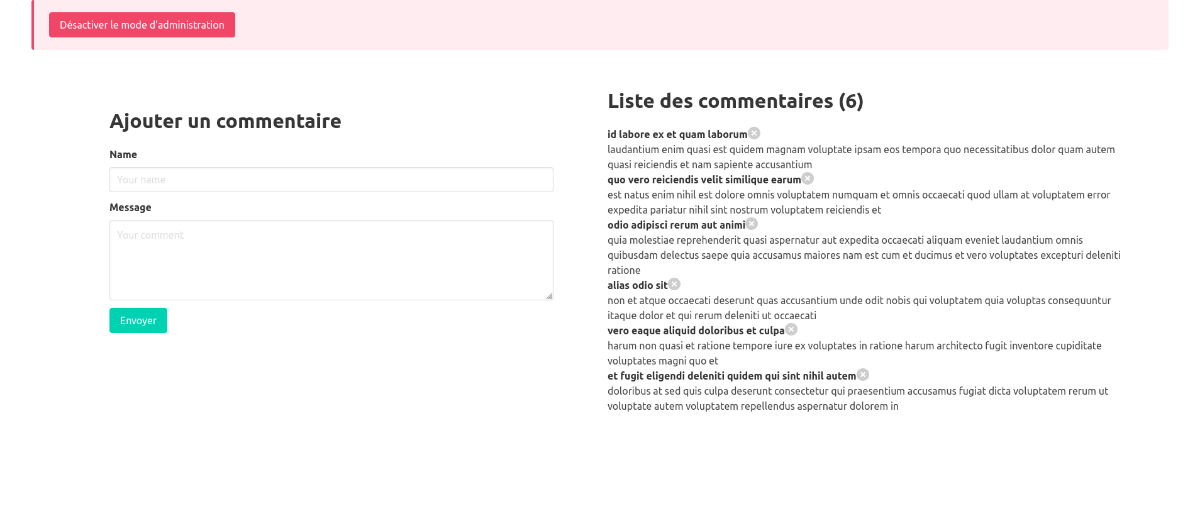 Désactiver le mode d'administration
Ajouter un commentaire
Name
Your name
Message
Your comment
Envoyer
Liste des commentaires (6)
id labore ex et quam laborum
laudantium enim quasi est quidem magnam voluptate ipsam eos tempora quo necessitatibus dolor quam autem
quasi reiciendis et nam sapiente accusantium
quo vero reiciendis velit similique earum
est natus enim nihil est dolore omnis voluptatem numquam et omnis occaecati quod ullam at voluptatem error
expedita pariatur nihil sint nostrum voluptatem reiciendis et
odio adipisci rerum aut animi
quia molestiae reprehenderit quasi aspernatur aut expedita occaecati aliquam eveniet laudantium omnis
quibusdam delectus saepe quia accusamus maiores nam est cum et ducimus et vero voluptates excepturi deleniti
ratione
alias odio sit
non et atque occaecati deserunt quas accusantium unde odit nobis qui voluptatem quia voluptas consequuntur
itaque dolor et qui rerum deleniti ut occaecati
vero eaque aliquid doloribus et culpa
harum non quasi et ratione tempore iure ex voluptates in ratione harum architecto fugit inventore cupiditate
voluptates magni quo et
et fugit eligendi deleniti quidem qui sint nihil autem
doloribus at sed quis culpa deserunt consectetur qui praesentium accusamus fugiat dicta voluptatem rerum ut
voluptate autem voluptatem repellendus aspernatur dolorem in